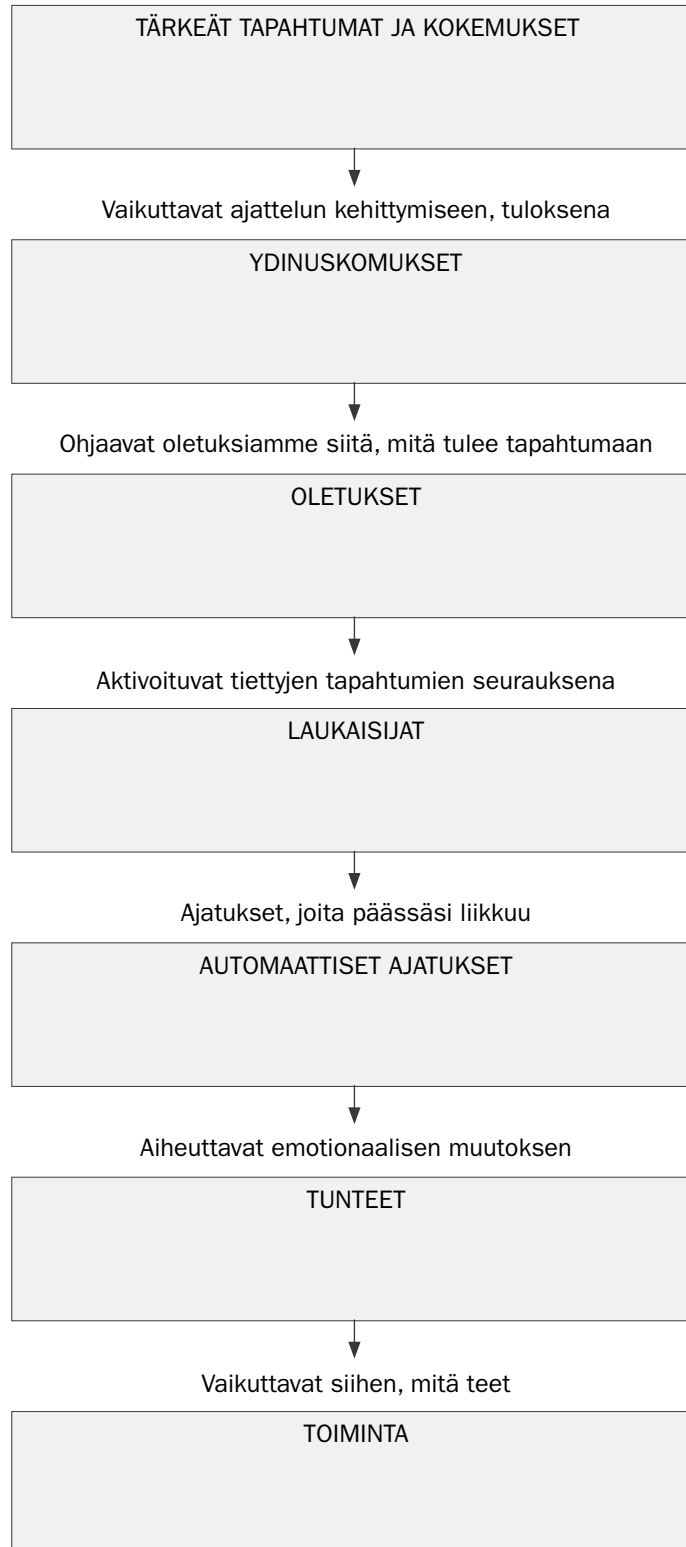 TÄRKEÄT TAPAHTUMAT JA KOKEMUKSET
Vaikuttavat ajattelun kehittymiseen, tuloksena
YDINUSKOMUKSET
Ohjaavat oletuksiamme siitä, mitä tulee tapahtumaan
OLETUKSET
Aktivoituvat tiettyjen tapahtumien seurauksena
LAUKAISIJAT
Ajatukset, joita päässäsi liikkuu
AUTOMAATTISET AJATUKSET
Aiheuttavat emotionaalisen muutoksen
TUNTEET
Vaikuttavat siihen, mitä teet
TOIMINTA